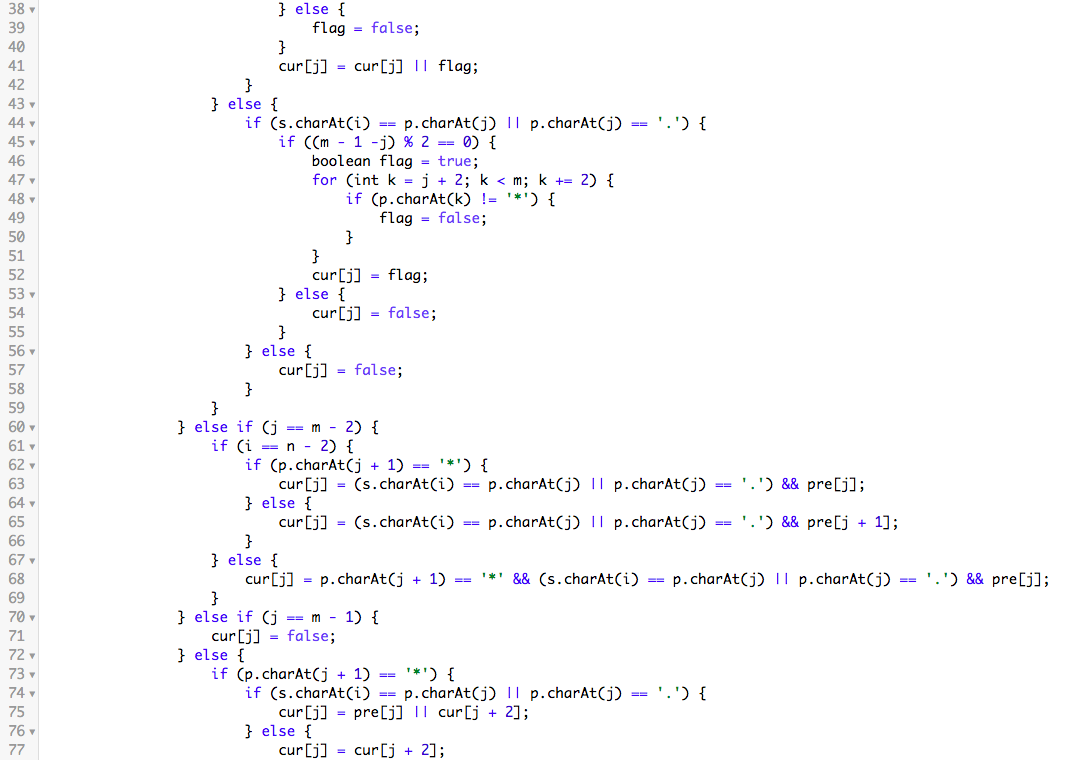 38                             } else {
39                                 flag = false;
40                             }
41                             cur[j] = cur[j] || flag;
42                         }
43                     } else {
44                         if (s.charAt(i) == p.charAt(j) || p.charAt(j) == '.') {
45                             if ((m - 1 -j) % 2 == 0) {
46                                 boolean flag = true;
47                                 for (int k = j + 2; k < m; k += 2) {
48                                     if (p.charAt(k) != '*') {
49                                         flag = false;
50                                     }
51                                 }
52                                 cur[j] = flag;
53                             } else {
54                                 cur[j] = false;
55                             }
56                         } else {
57                             cur[j] = false;
58                         }
59                     }
60                 } else if (j == m - 2) {
61                     if (i == n - 2) {
62                         if (p.charAt(j + 1) == '*') {
63                             cur[j] = (s.charAt(i) == p.charAt(j) || p.charAt(j) == '.') && pre[j];
64                         } else {
65                             cur[j] = (s.charAt(i) == p.charAt(j) || p.charAt(j) == '.') && pre[j + 1];
66                         }
67                     } else {
68                         cur[j] = p.charAt(j + 1) == '*' && (s.charAt(i) == p.charAt(j) || p.charAt(j) == '.') && pre[j];
69                     }
70                 } else if (j == m - 1) {
71                     cur[j] = false;
72                 } else {
73                     if (p.charAt(j + 1) == '*') {
74                         if (s.charAt(i) == p.charAt(j) || p.charAt(j) == '.') {
75                             cur[j] = pre[j] || cur[j + 2];
76                         } else {
77                             cur[j] = cur[j + 2];